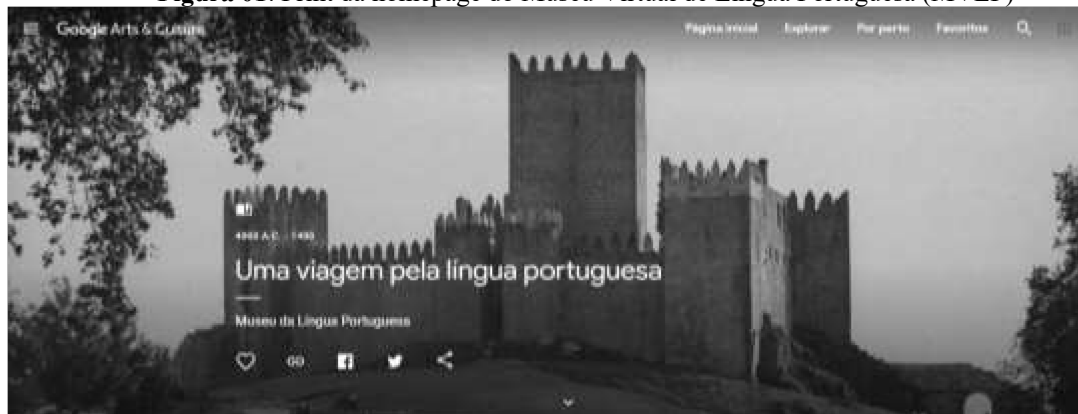 Google Arts & Culture
Página inicial Explorar Por perto Favoritos
4000 A.C. - 1400
Uma viagem pela língua portuguesa
Museu da Língua Portuguesa